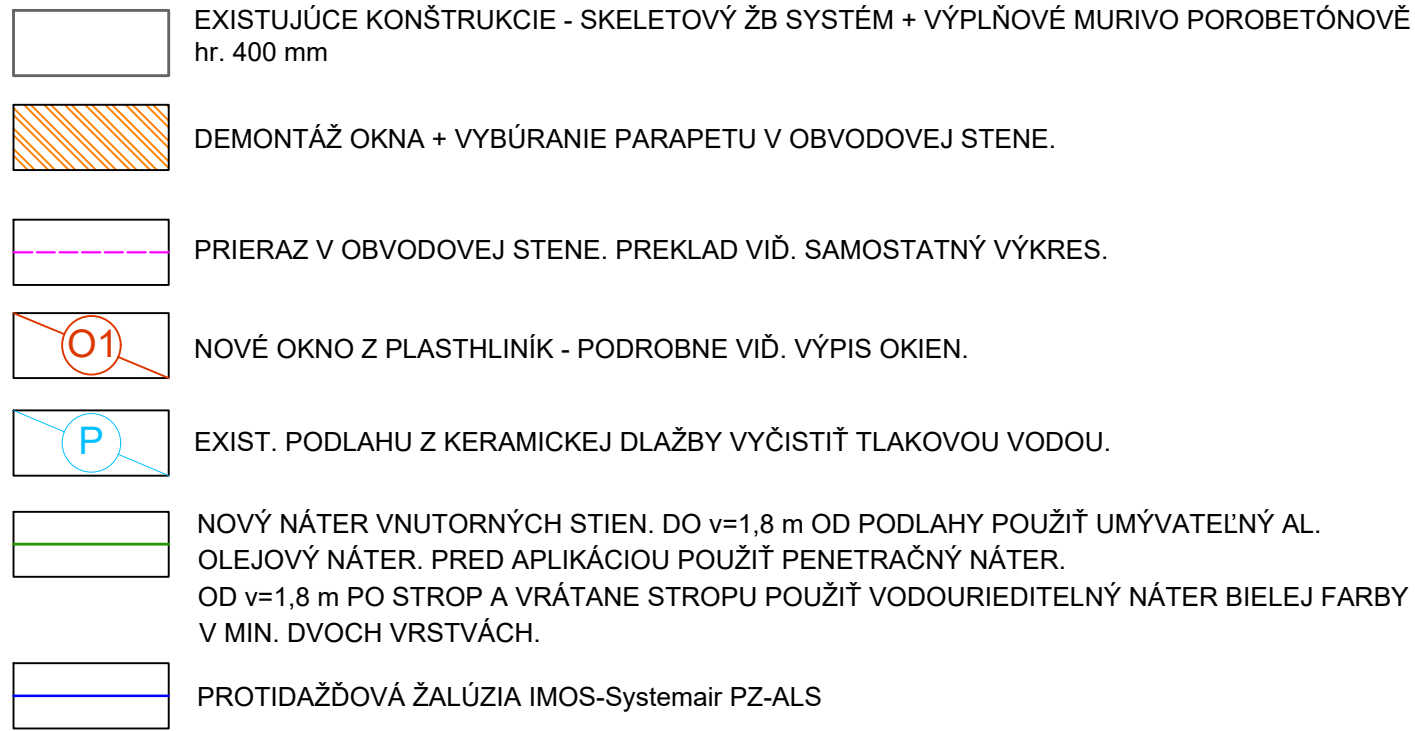 EXISTUJÚCE KONŠTRUKCIE - SKELETOVÝ ŽB SYSTÉM + VÝPLŇOVÉ MURIVO POROBETÓNOVĚ
hr. 400 mm
DEMONTÁŽ OKNA + VYBÚRANIE PARAPETU V OBVODOVEJ STENE.
PRIERAZ V OBVODOVEJ STENE. PREKLAD VIĎ. SAMOSTATNÝ VÝKRES.
O1 NOVÉ OKNO Z PLASTHLINÍK - PODROBNE VIĎ. VÝPIS OKIEN.
P EXIST. PODLAHU Z KERAMICKEJ DLAŽBY VYČISTIŤ TLAKOVOU VODOU.
NOVÝ NÁTER VNUTORNÝCH STIEN. DO v=1,8 m OD PODLAHY POUŽIŤ UMÝVATEĽNÝ AL.
OLEJOVÝ NÁTER. PRED APLIKÁCIOU POUŽIŤ PENETRAČNÝ NÁTER.
OD v=1,8 m PO STROP A VRÁTANE STROPU POUŽIŤ VODOURIEDITELNÝ NÁTER BIELEJ FARBY
V MIN. DVOCH VRSTVÁCH.
PROTIDAŽĎOVÁ ŽALÚZIA IMOS-Systemair PZ-ALS